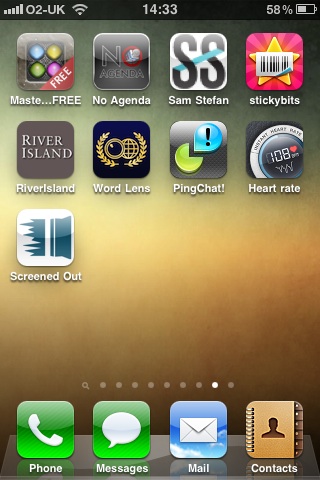 O2-UK 14:33 58%
FREE
Maste...FREE
NO AGENDA
No Agenda
SS
Sam Stefan
stickybits
RIVER ISLAND
RiverIsland
Word Lens
!
PingChat!
INSTANT HEART RATE
108
Heart rate
Screened Out
Phone
Messages
Mail
Contacts